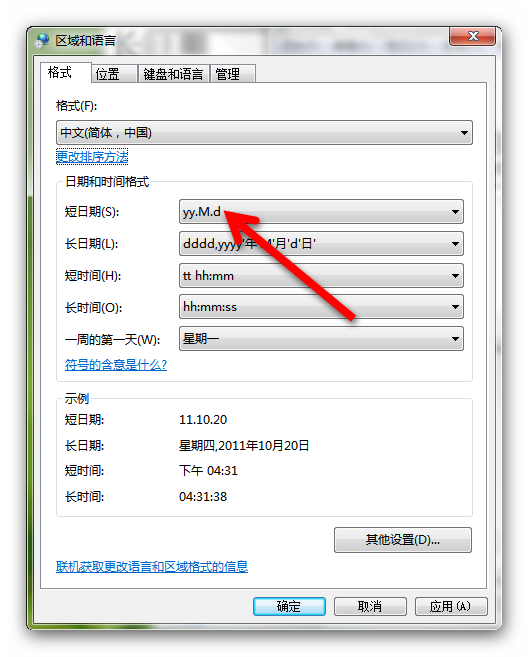 区域和语言
格式 位置 键盘和语言 管理
格式(F):
中文(简体，中国)
更改排序方法
日期和时间格式
短日期(S): yy.M.d
长日期(L): dddd,yyyy'年'M'月'd'日'
短时间(H): tt hh:mm
长时间(O): hh:mm:ss
一周的第一天(W): 星期一
符号的含意是什么?
示例
短日期: 11.10.20
长日期: 星期四,2011年10月20日
短时间: 下午 04:31
长时间: 04:31:38
其他设置(D)...
联机获取更改语言和区域格式的信息
确定 取消 应用(A)